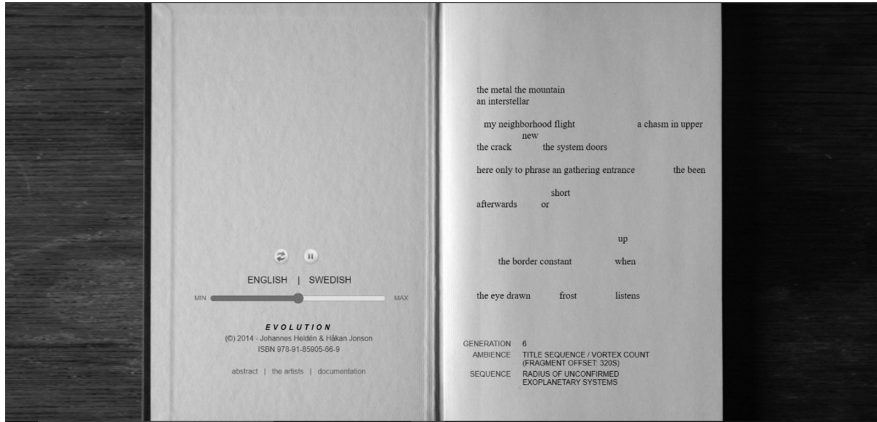 ENGLISH | SWEDISH
MIN MAX
EVOLUTION
(©) 2014 - Johannes Heldén & Håkan Jonson
ISBN 978-91-85905-66-9
abstract | the artists | documentation
the metal the mountain
an interstellar
my neighborhood flight a chasm in upper
new
the crack the system doors
here only to phrase an gathering entrance the been
short
afterwards or
up
the border constant when
the eye drawn frost listens
GENERATION 6
AMBIENCE TITLE SEQUENCE / VORTEX COUNT
(FRAGMENT OFFSET: 320S)
SEQUENCE RADIUS OF UNCONFIRMED
EXOPLANETARY SYSTEMS